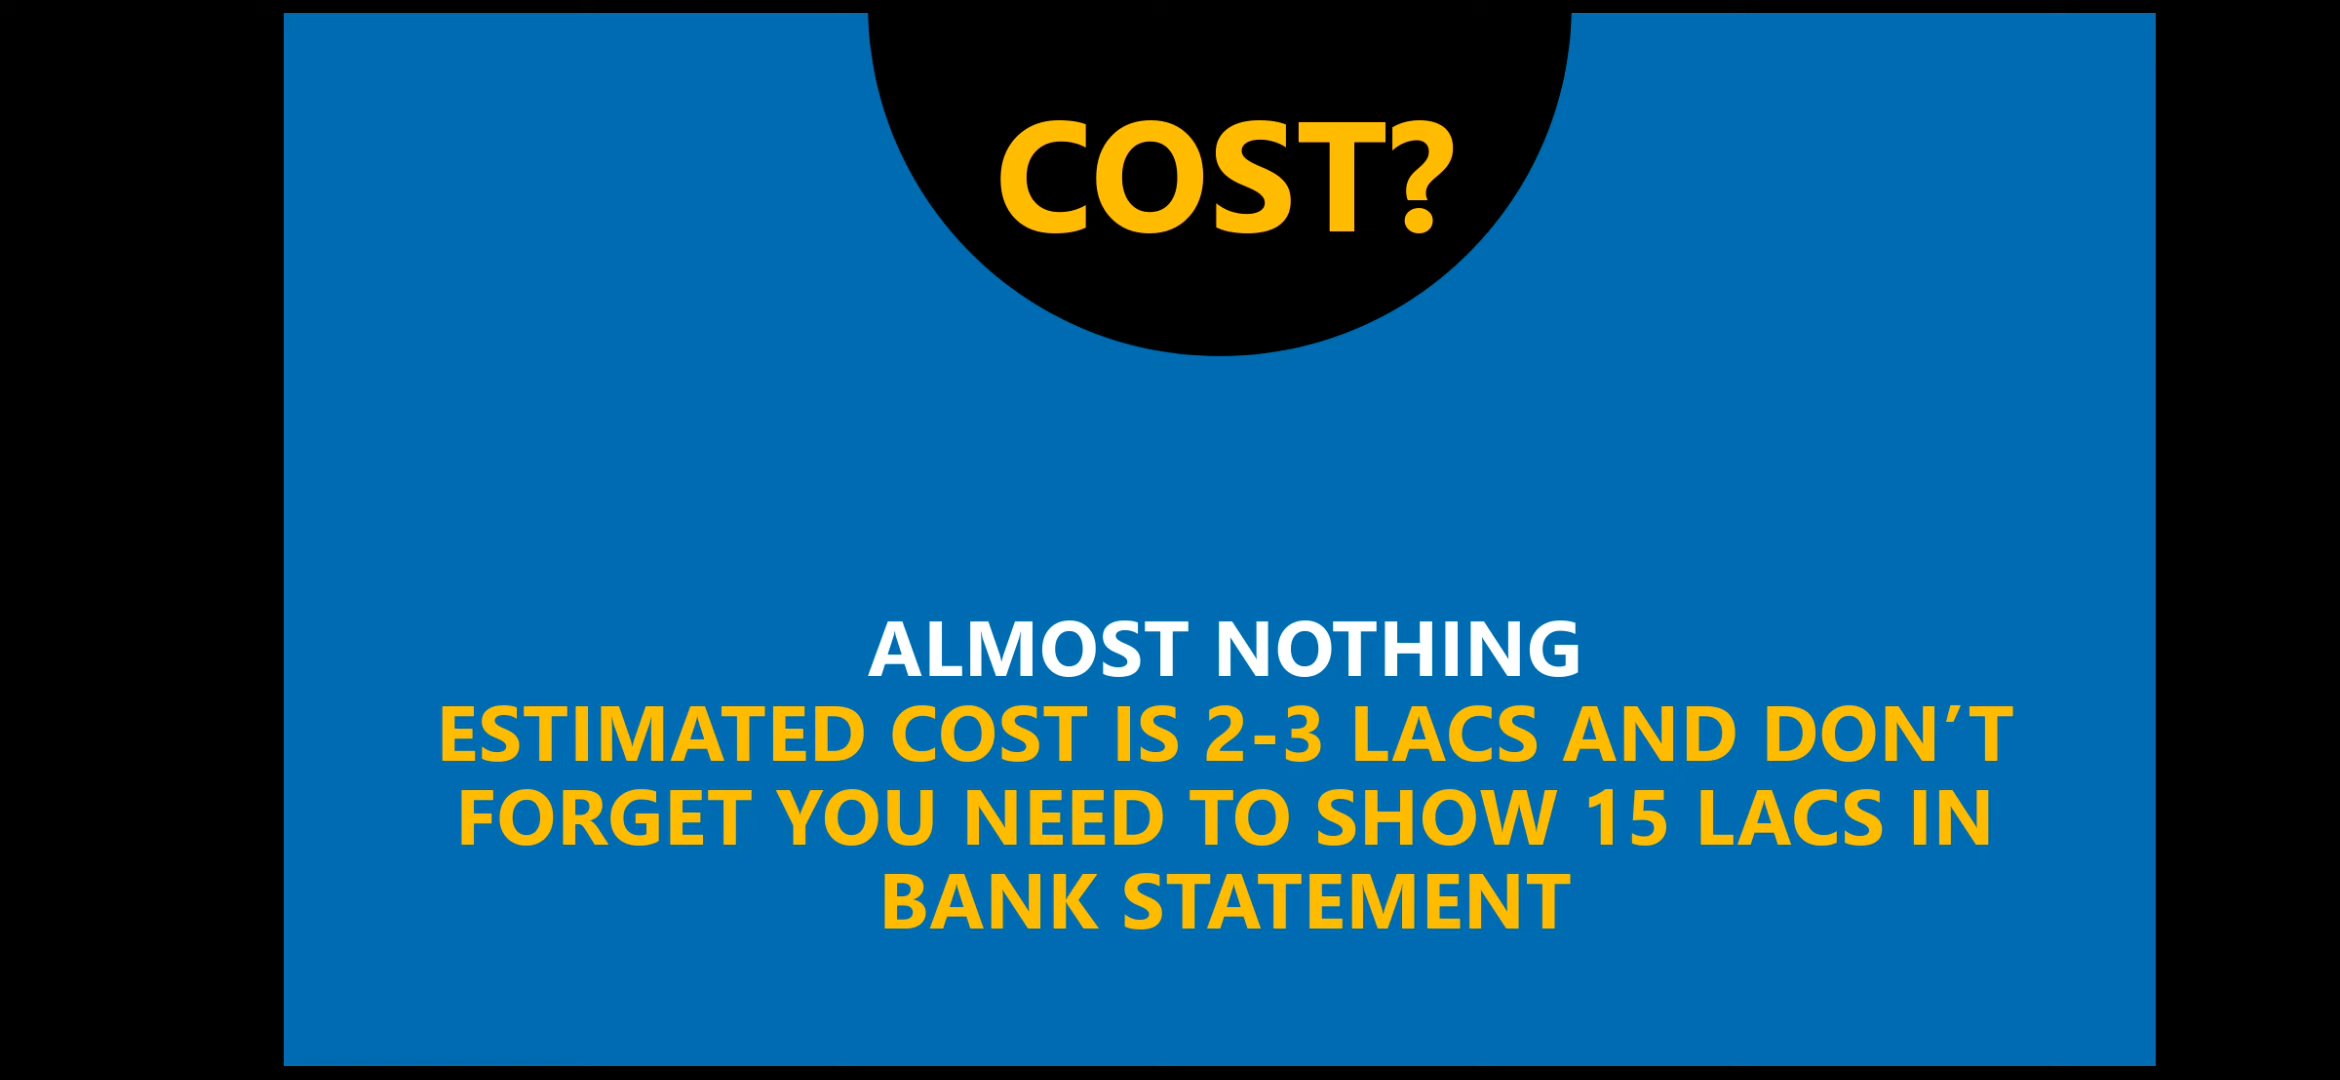 COST?
ALMOST NOTHING
ESTIMATED COST IS 2-3 LACS AND DON’T
FORGET YOU NEED TO SHOW 15 LACS IN
BANK STATEMENT